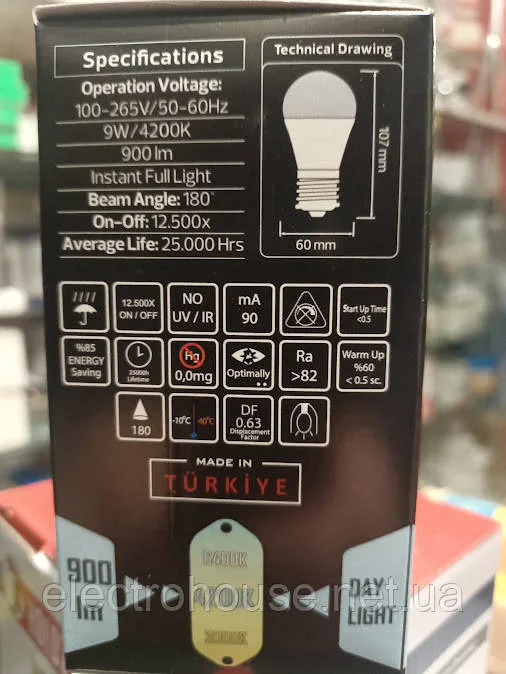 Specifications
Operation Voltage:
100-265V/50-60Hz
9W/4200K
900 lm
Instant Full Light
Beam Angle: 180°
On-Off: 12.500x
Average Life: 25.000 Hrs
Technical Drawing
107 mm
60 mm
12.500X
ON / OFF
NO
UV / IR
mA
90
Start Up Time
<0.5
%85
ENERGY
Saving
25000h
Lifetime
Hg
0,0mg
Optimally
Ra
>82
Warm Up
%60
< 0.5 sc.
180
-10°C 40°C
DF
0.63
Displacement
Factor
MADE IN
TÜRKİYE
900
lm
6400K
4200K
3000K
DAY
LIGHT
electrohouse.net.ua